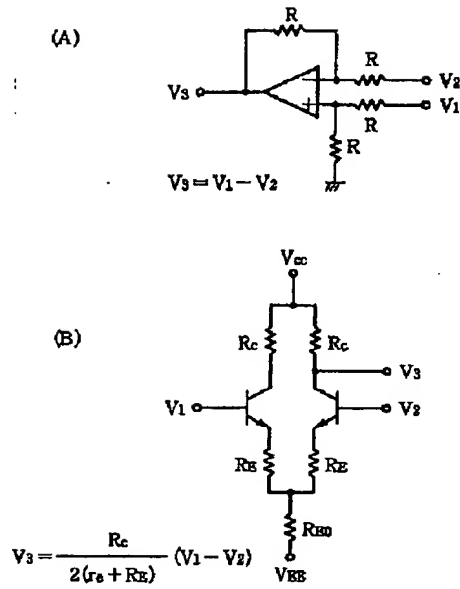 (A)
R
R
V3
V2
V1
R
R
V3 = V1 - V2
Vcc
(B)
Rc
Rc
V3
V1
V2
RE
RE
REO
V3 = Rc / 2(re + RE) (V1 - V2)
VEE